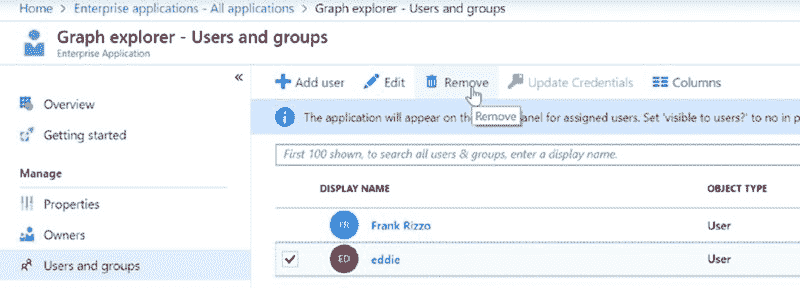 Home > Enterprise applications - All applications > Graph explorer - Users and groups
Graph explorer - Users and groups
Enterprise Application
«
Add user Edit Remove Update Credentials Columns
Overview
Getting started
The application will appear on the Remove panel for assigned users. Set 'visible to users?' to no in p
First 100 shown, to search all users & groups, enter a display name.
Manage
DISPLAY NAME OBJECT TYPE
Properties
FR Frank Rizzo User
Owners
ED eddie User
Users and groups